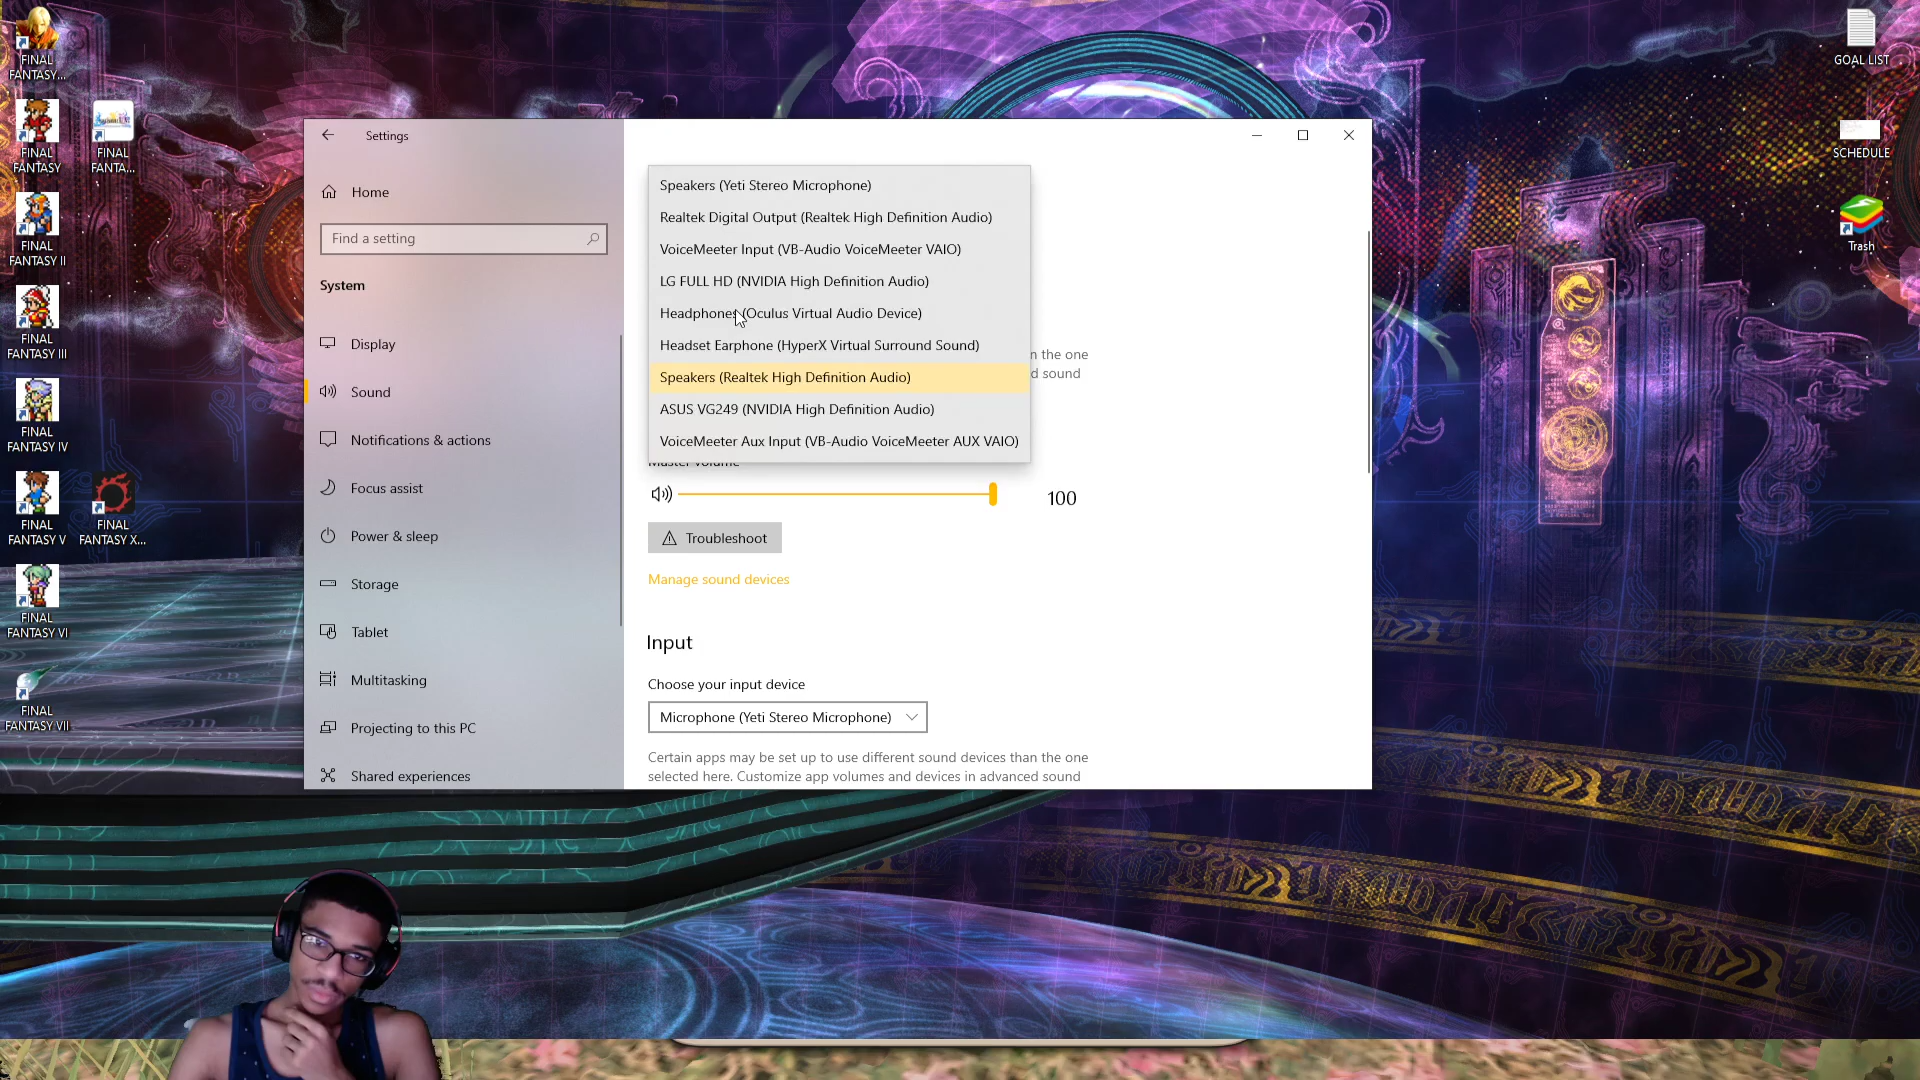 FINAL
FANTASY...
FINAL
FANTASY
FINAL
FANTA...
FINAL
FANTASY II
FINAL
FANTASY III
FINAL
FANTASY IV
FINAL
FANTASY V
FINAL
FANTASY X...
FINAL
FANTASY VI
FINAL
FANTASY VII
Settings
Home
Find a setting
System
Display
Sound
Notifications & actions
Focus assist
Power & sleep
Storage
Tablet
Multitasking
Projecting to this PC
Shared experiences
Speakers (Yeti Stereo Microphone)
Realtek Digital Output (Realtek High Definition Audio)
VoiceMeeter Input (VB-Audio VoiceMeeter VAIO)
LG FULL HD (NVIDIA High Definition Audio)
Headphones (Oculus Virtual Audio Device)
Headset Earphone (HyperX Virtual Surround Sound)
n the one
Speakers (Realtek High Definition Audio)
d sound
ASUS VG249 (NVIDIA High Definition Audio)
VoiceMeeter Aux Input (VB-Audio VoiceMeeter AUX VAIO)
Master volume
100
Troubleshoot
Manage sound devices
Input
Choose your input device
Microphone (Yeti Stereo Microphone)
Certain apps may be set up to use different sound devices than the one
selected here. Customize app volumes and devices in advanced sound
GOAL LIST
SCHEDULE
Trash